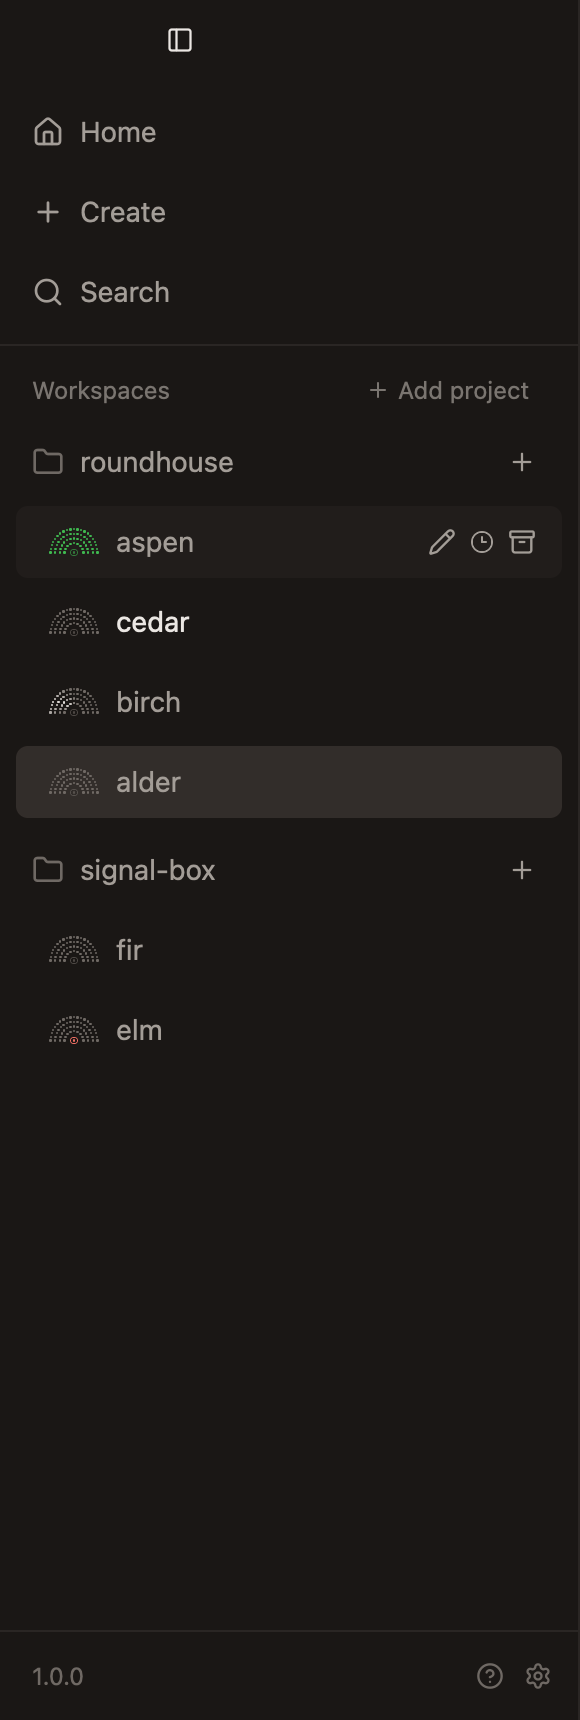 Home
Create
Search
Workspaces + Add project
roundhouse
aspen
cedar
birch
alder
signal-box
fir
elm
1.0.0